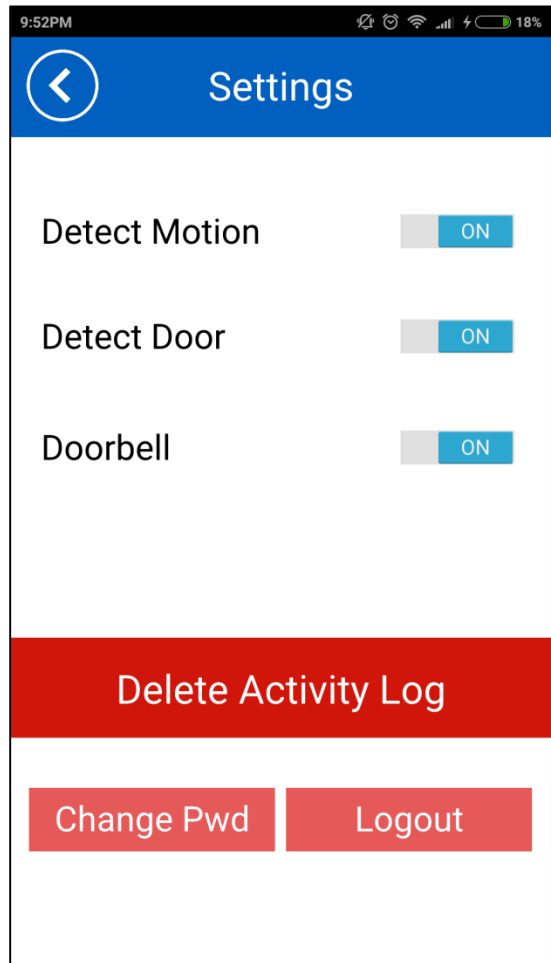 9:52PM 18%
Settings
Detect Motion ON
Detect Door ON
Doorbell ON
Delete Activity Log
Change Pwd Logout